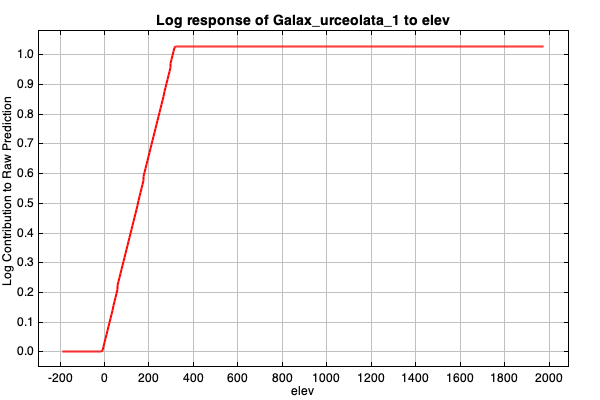 Log response of Galax_urceolata_1 to elev
Log Contribution to Raw Prediction
1.0
0.9
0.8
0.7
0.6
0.5
0.4
0.3
0.2
0.1
0.0
-200 0 200 400 600 800 1000 1200 1400 1600 1800 2000
elev